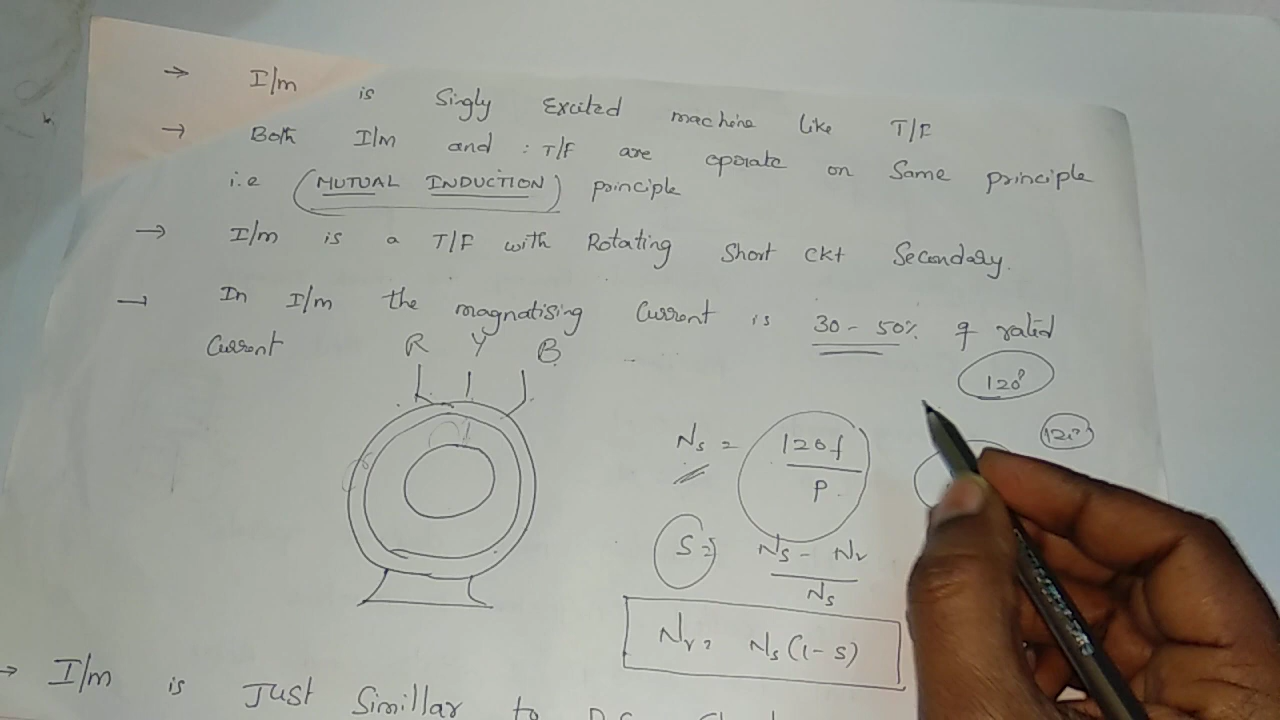 → I/m is Singly Excited machine like T/F
→ Both I/m and : T/F are operate on Same principle
i.e (MUTUAL INDUCTION) principle
→ I/m is a T/F with Rotating Short ckt Secondary.
→ In I/m the magnatising Current is 30 - 50% of rated
Current
R Y B
120°
120°
Ns = 120f / P
S = Ns - Nr / Ns
Nr = Ns (1 - s)
→ I/m is Just Simillar to